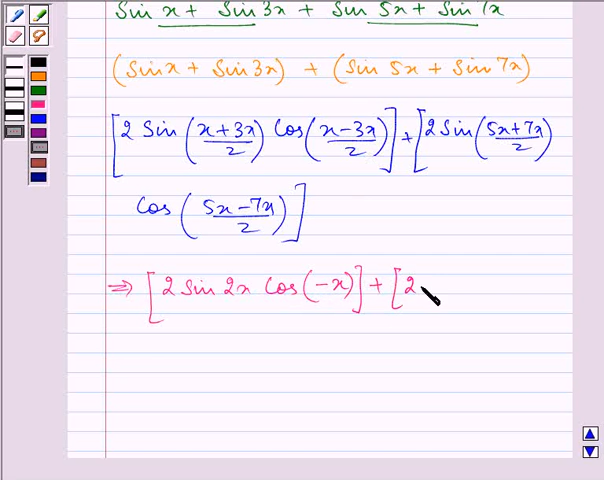 Sin x + Sin 3x + Sin 5x + Sin 7x
(Sin x + Sin 3x) + (Sin 5x + Sin 7x)
[2 Sin ((x+3x)/2) Cos ((x-3x)/2)] + [2 Sin ((5x+7x)/2)
Cos ((5x-7x)/2)]
⇒ [2 Sin 2x Cos (-x)] + [2